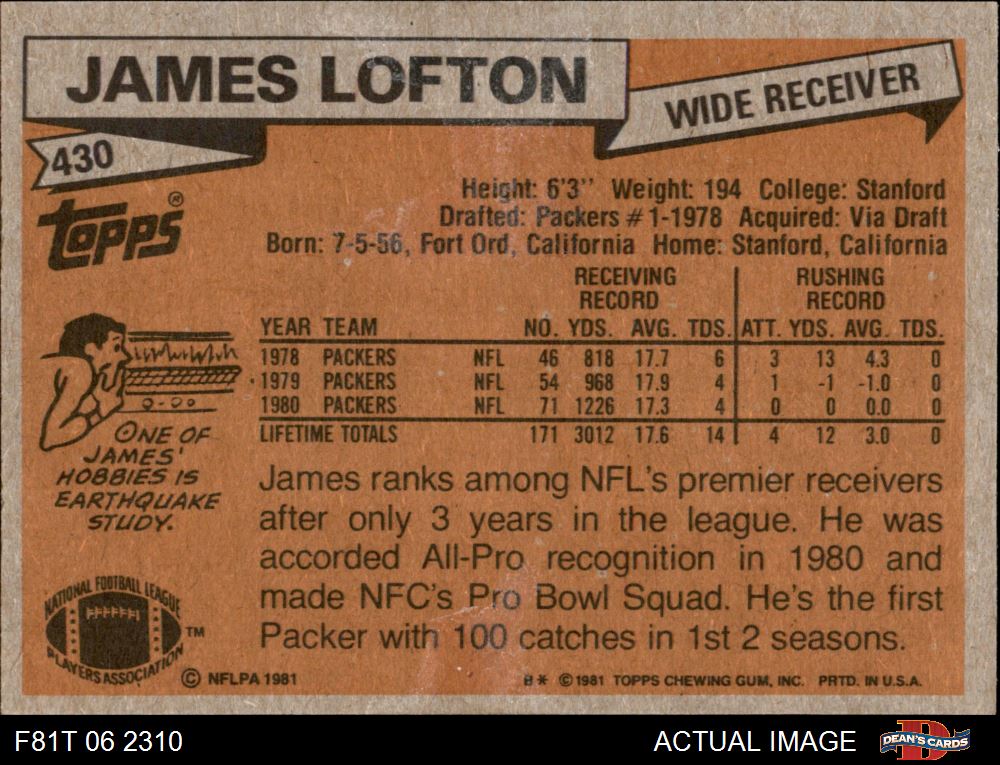 JAMES LOFTON
WIDE RECEIVER
430
TOPPS®
Height: 6'3'' Weight: 194 College: Stanford
Drafted: Packers #1-1978 Acquired: Via Draft
Born: 7-5-56, Fort Ord, California Home: Stanford, California
RECEIVING RECORD RUSHING RECORD
YEAR TEAM NO. YDS. AVG. TDS. ATT. YDS. AVG. TDS.
1978 PACKERS NFL 46 818 17.7 6 3 13 4.3 0
1979 PACKERS NFL 54 968 17.9 4 1 -1 -1.0 0
1980 PACKERS NFL 71 1226 17.3 4 0 0 0.0 0
LIFETIME TOTALS 171 3012 17.6 14 4 12 3.0 0
ONE OF
JAMES'
HOBBIES IS
EARTHQUAKE
STUDY.
James ranks among NFL's premier receivers
after only 3 years in the league. He was
accorded All-Pro recognition in 1980 and
made NFC's Pro Bowl Squad. He's the first
Packer with 100 catches in 1st 2 seasons.
NATIONAL FOOTBALL LEAGUE
PLAYERS ASSOCIATION
TM
© NFLPA 1981
B* © 1981 TOPPS CHEWING GUM, INC. PRTD. IN U.S.A.
F81T 06 2310
ACTUAL IMAGE
D
DEAN'S CARDS